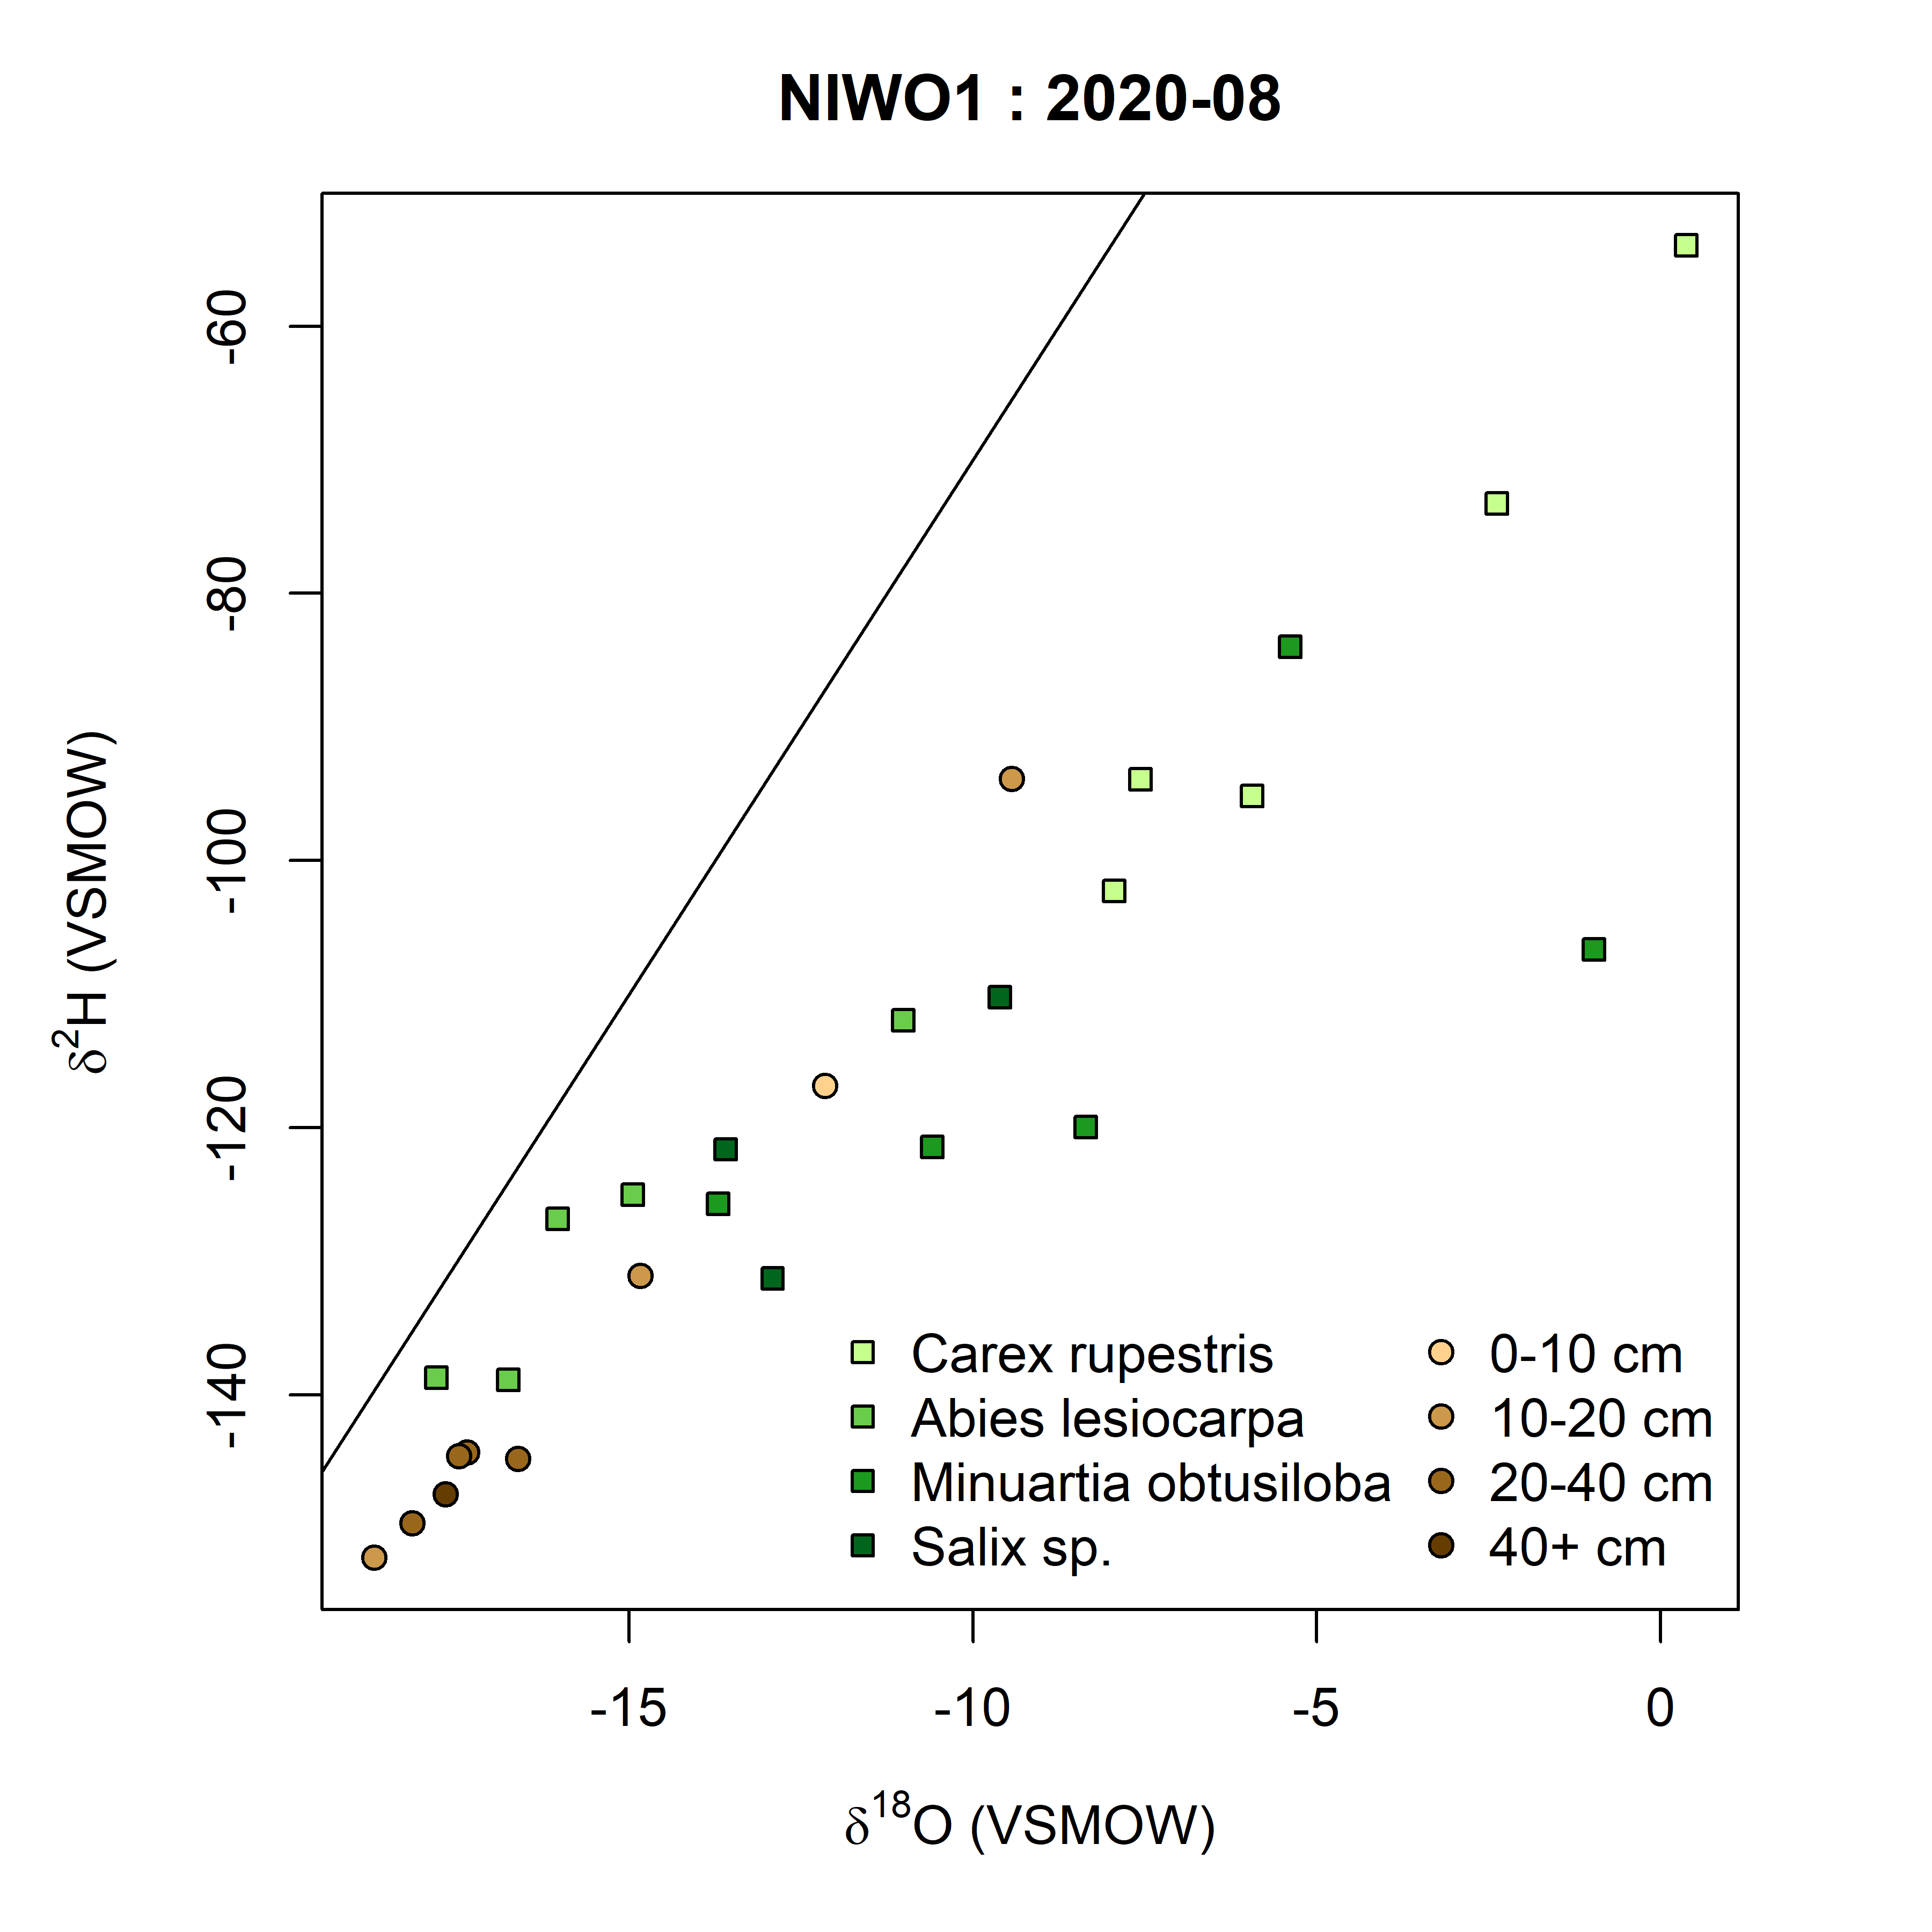 NIWO1 : 2020-08
-60
-80
-100
-120
-140
δ²H (VSMOW)
Carex rupestris
Abies lesiocarpa
Minuartia obtusiloba
Salix sp.
0-10 cm
10-20 cm
20-40 cm
40+ cm
-15
-10
-5
0
δ¹⁸O (VSMOW)